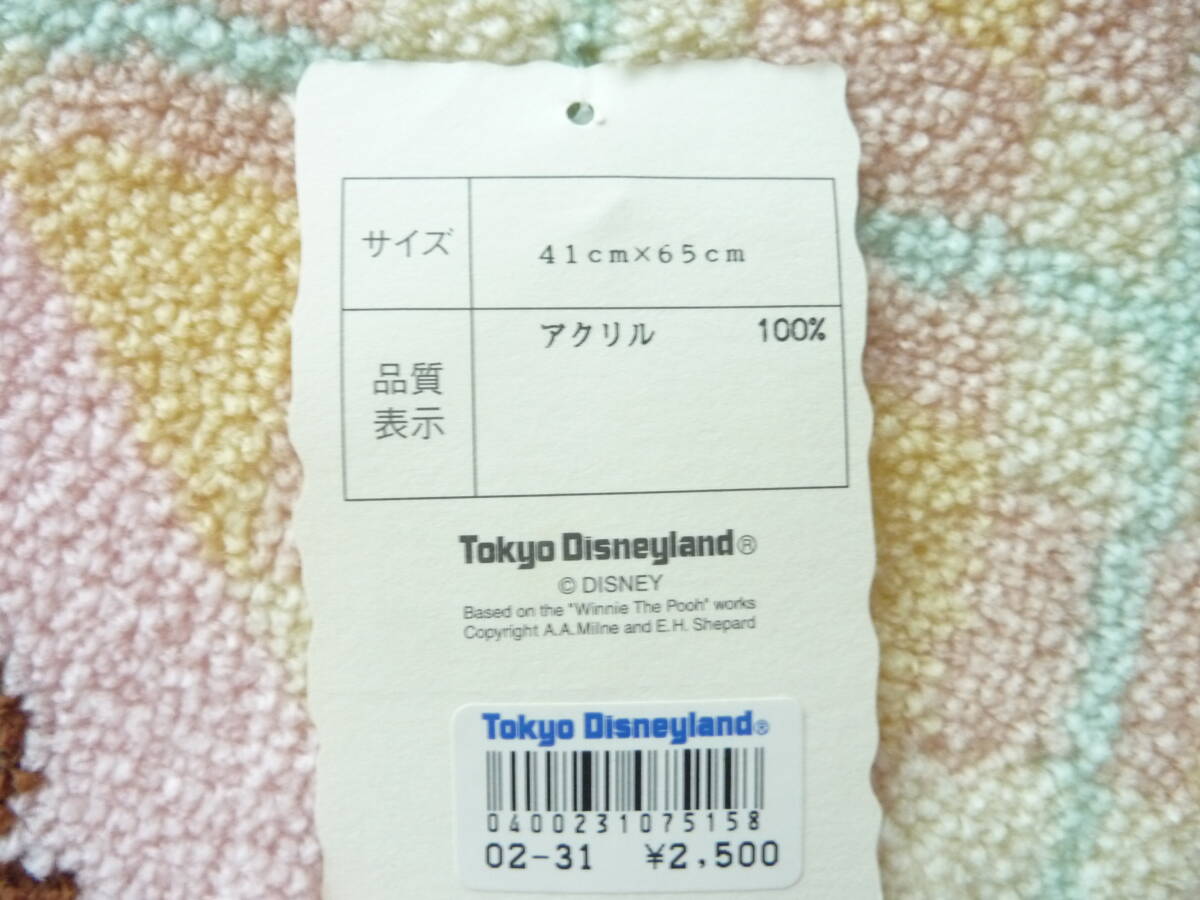 サイズ
41cm×65cm
品質
表示
アクリル 100%
Tokyo Disneyland®
© DISNEY
Based on the "Winnie The Pooh" works
Copyright A.A.Milne and E.H. Shepard
Tokyo Disneyland®
0400231075158
02-31 ¥2,500